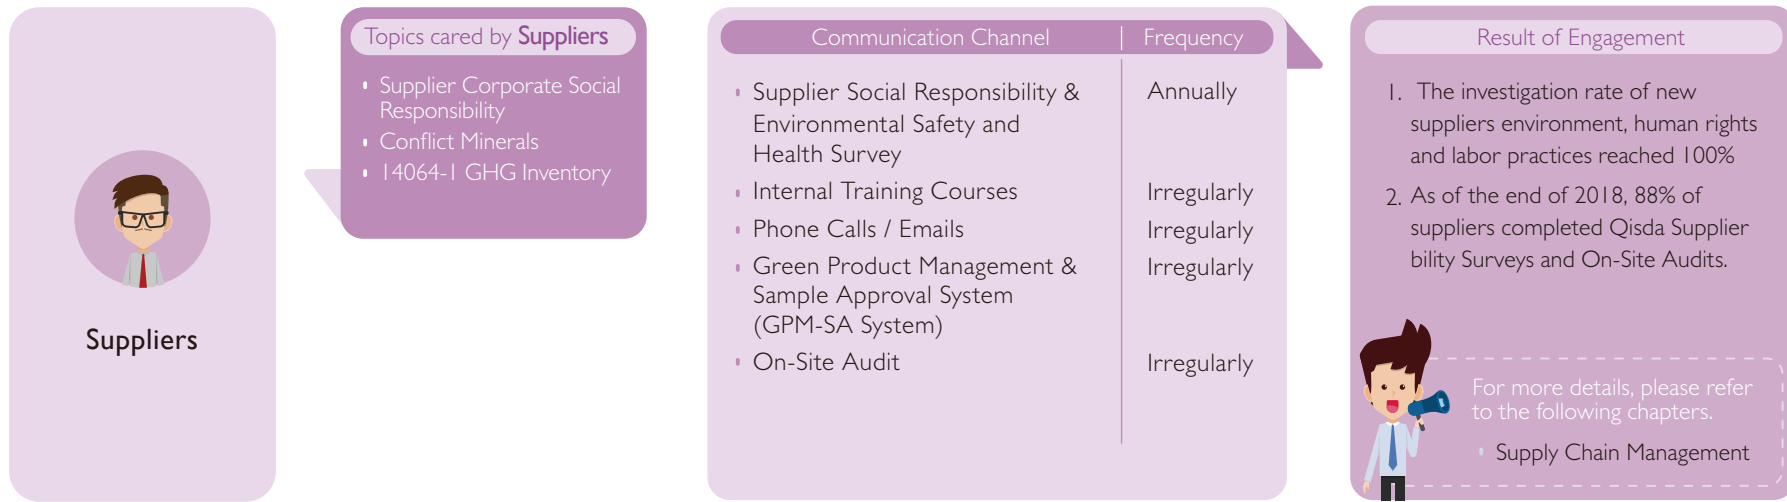 Suppliers
Topics cared by Suppliers
• Supplier Corporate Social
Responsibility
• Conflict Minerals
• 14064-1 GHG Inventory
Communication Channel | Frequency
• Supplier Social Responsibility & Annually
Environmental Safety and
Health Survey
• Internal Training Courses Irregularly
• Phone Calls / Emails Irregularly
• Green Product Management & Irregularly
Sample Approval System
(GPM-SA System)
• On-Site Audit Irregularly
Result of Engagement
1. The investigation rate of new
suppliers environment, human rights
and labor practices reached 100%
2. As of the end of 2018, 88% of
suppliers completed Qisda Supplier
bility Surveys and On-Site Audits.
For more details, please refer
to the following chapters.
• Supply Chain Management